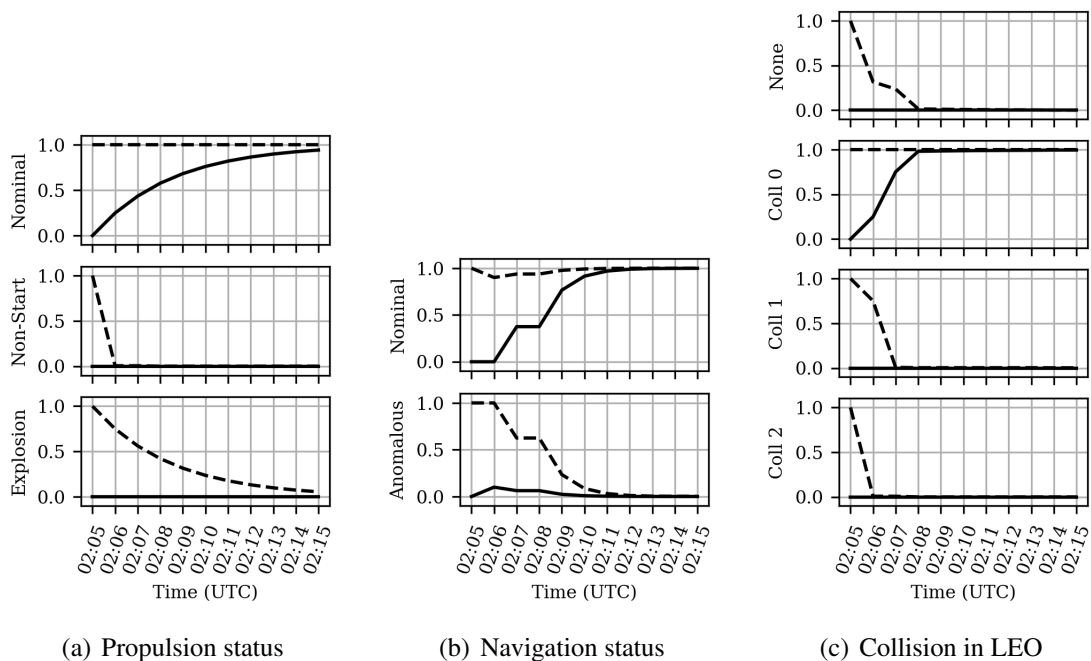 Nominal
1.0
0.5
0.0
Non-Start
1.0
0.5
0.0
Explosion
1.0
0.5
0.0
02:05 02:06 02:07 02:08 02:09 02:10 02:11 02:12 02:13 02:14 02:15
Time (UTC)
(a) Propulsion status
Nominal
1.0
0.5
0.0
Anomalous
1.0
0.5
0.0
02:05 02:06 02:07 02:08 02:09 02:10 02:11 02:12 02:13 02:14 02:15
Time (UTC)
(b) Navigation status
None
1.0
0.5
0.0
Coll 0
1.0
0.5
0.0
Coll 1
1.0
0.5
0.0
Coll 2
1.0
0.5
0.0
02:05 02:06 02:07 02:08 02:09 02:10 02:11 02:12 02:13 02:14 02:15
Time (UTC)
(c) Collision in LEO